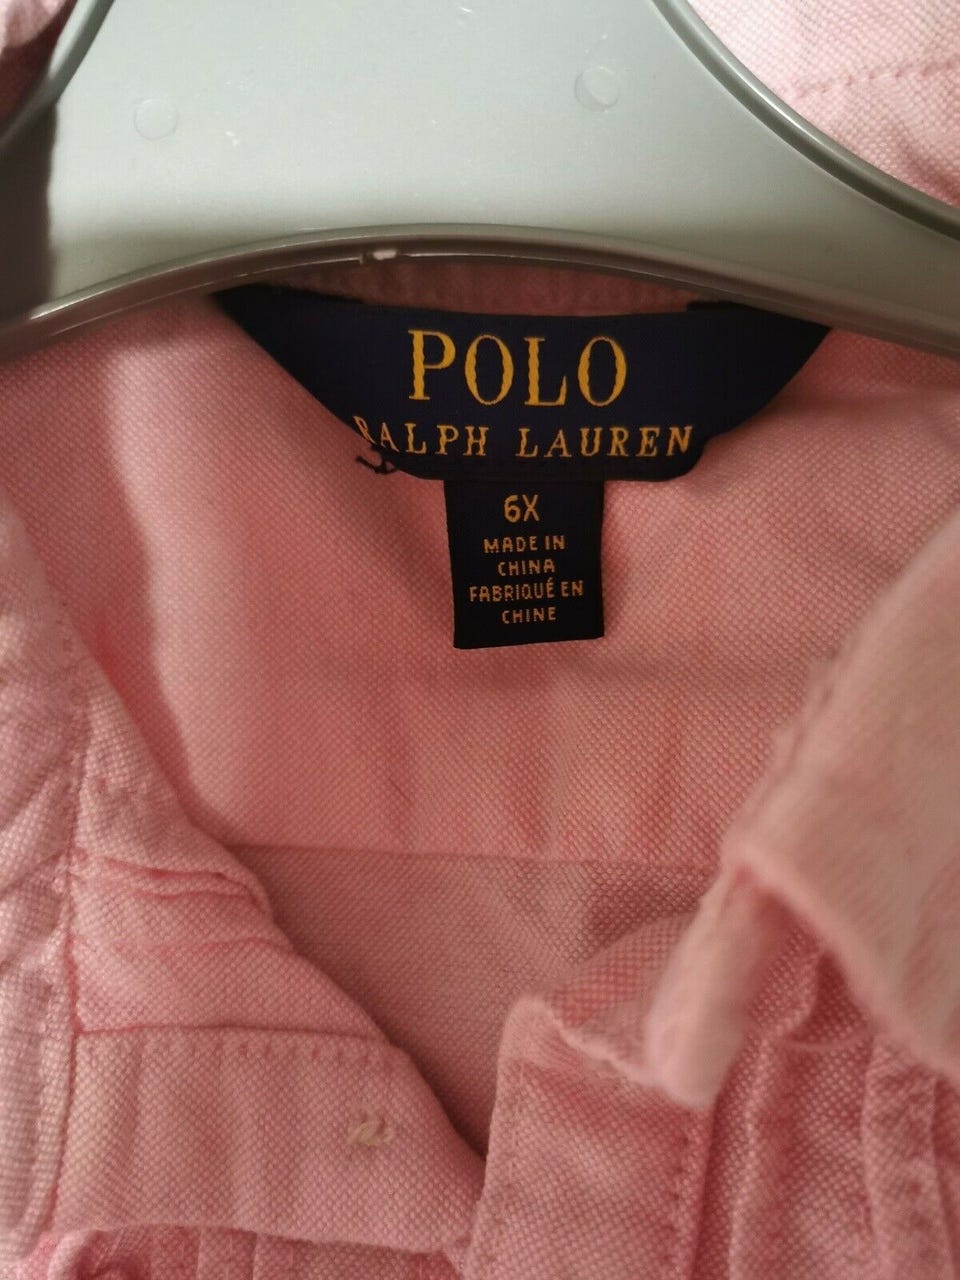 POLO
RALPH LAUREN
6X
MADE IN
CHINA
FABRIQUÉ EN
CHINE